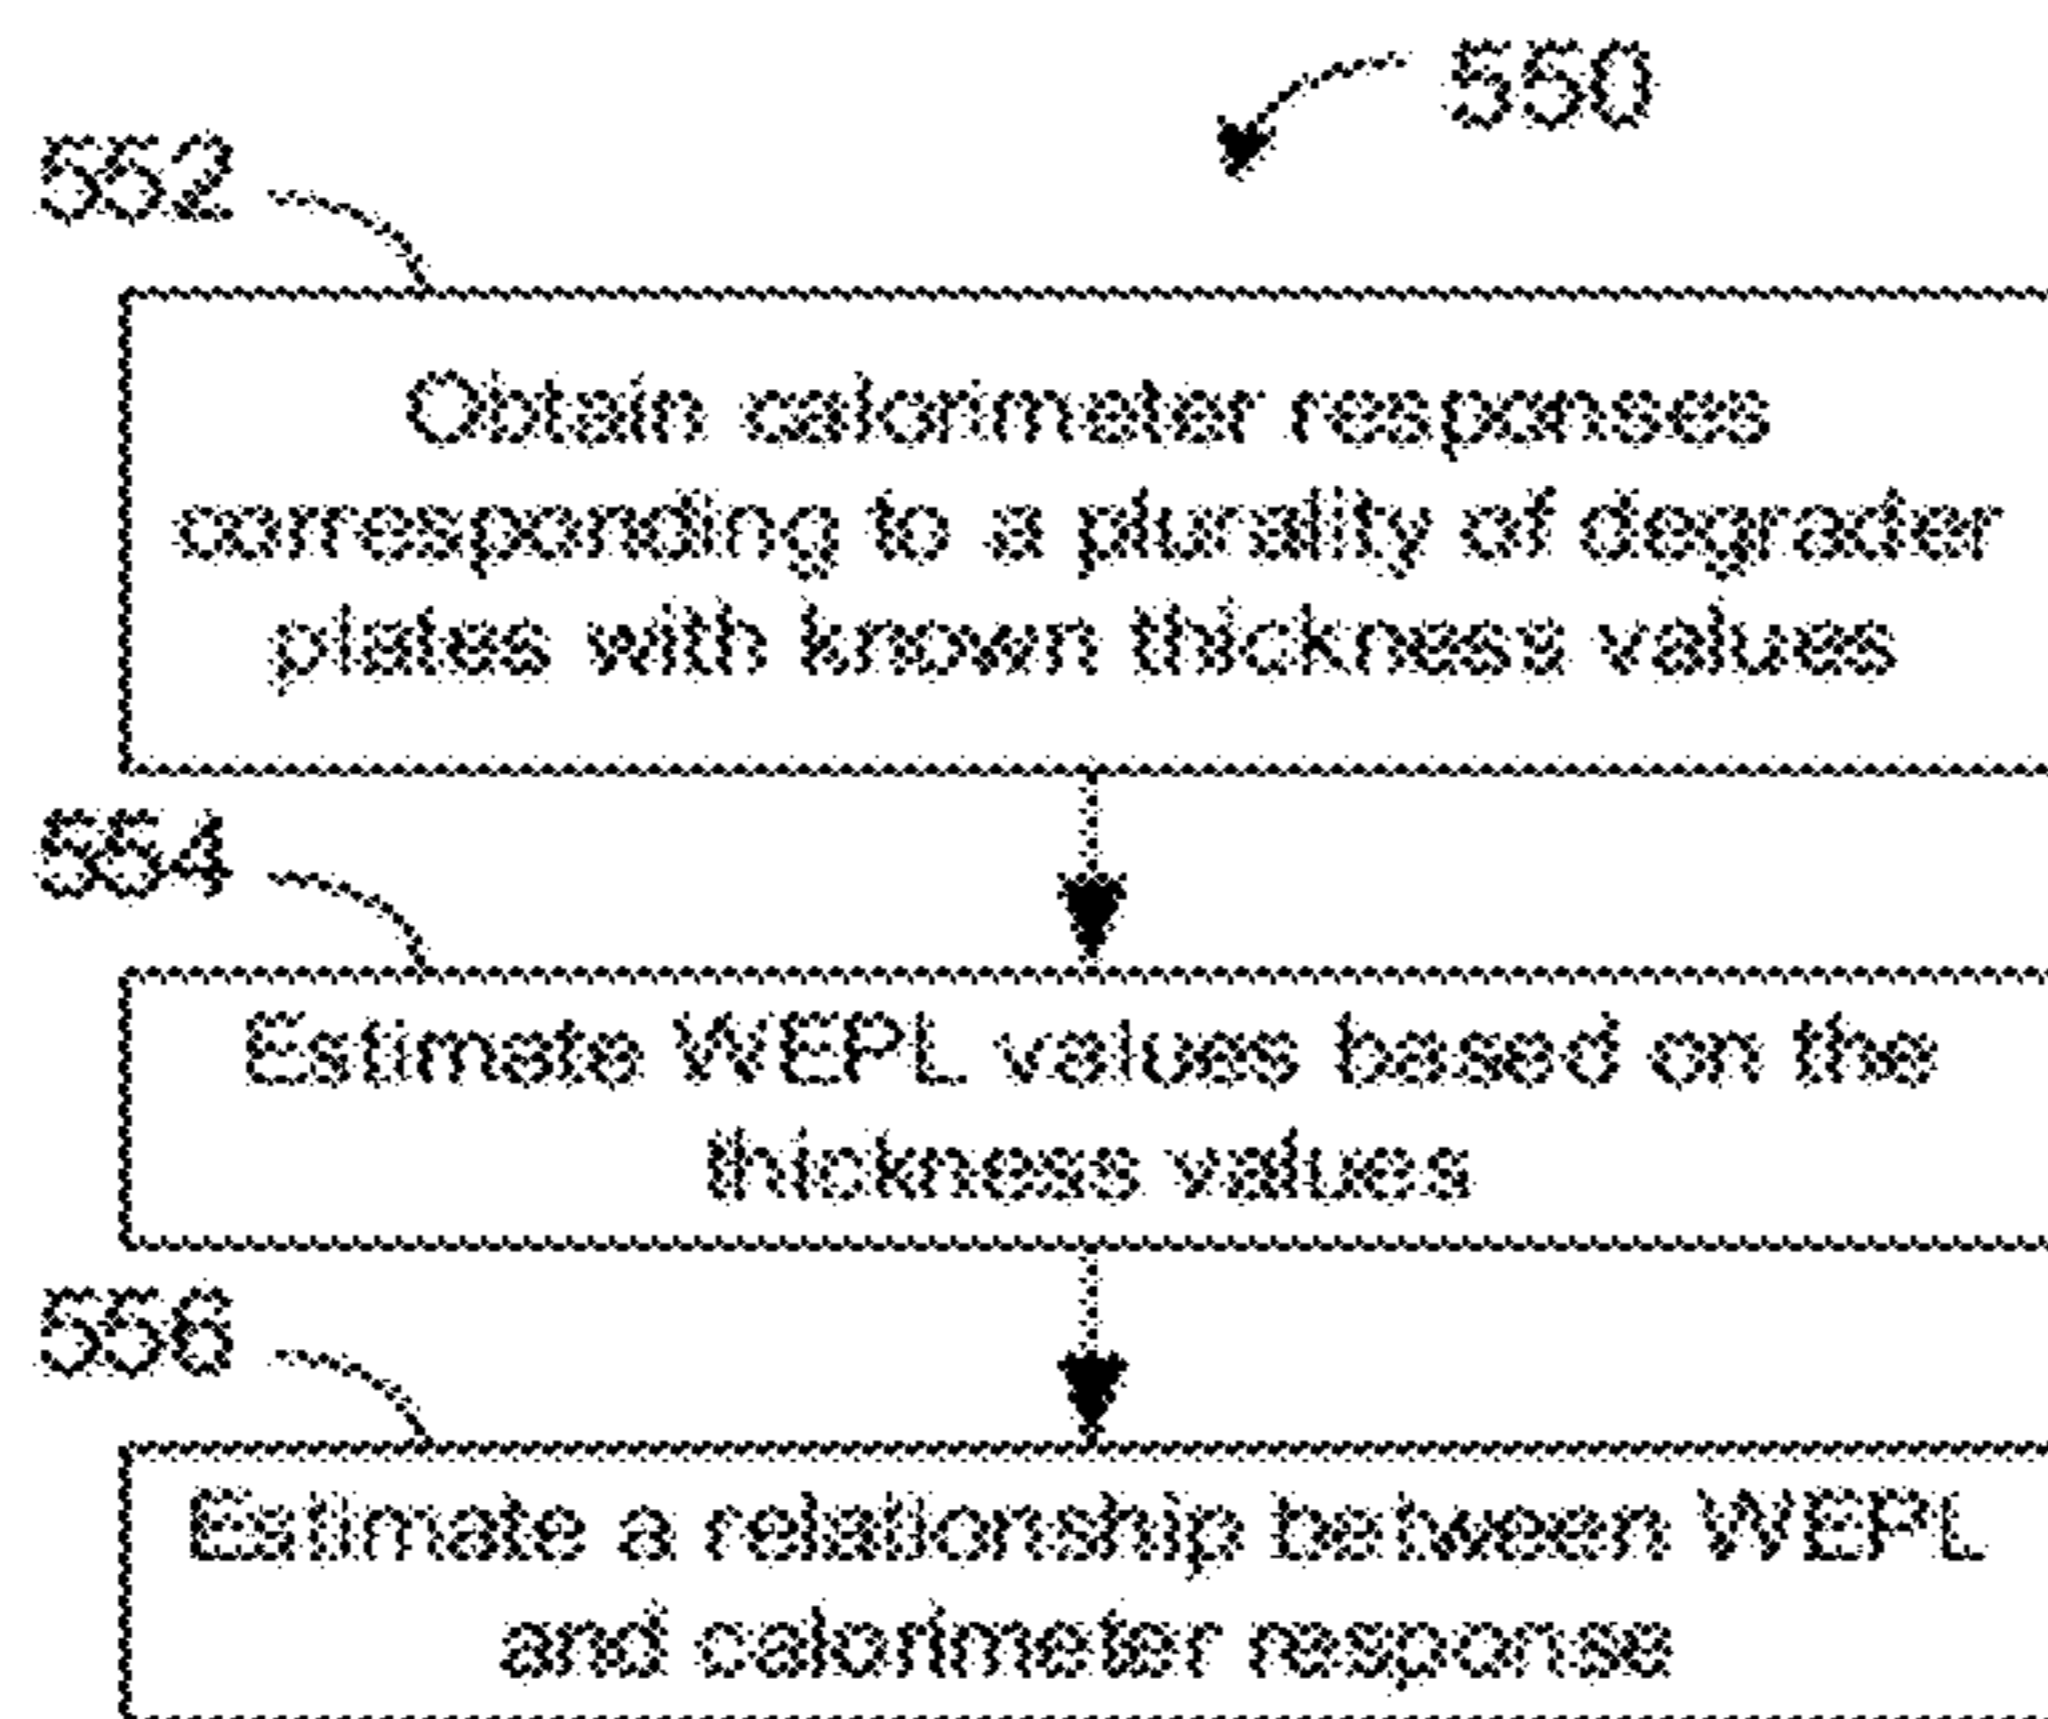 550
552
Obtain calorimeter responses
corresponding to a plurality of degrader
plates with known thickness values
554
Estimate WEPL values based on the
thickness values
556
Estimate a relationship between WEPL
and calorimeter response